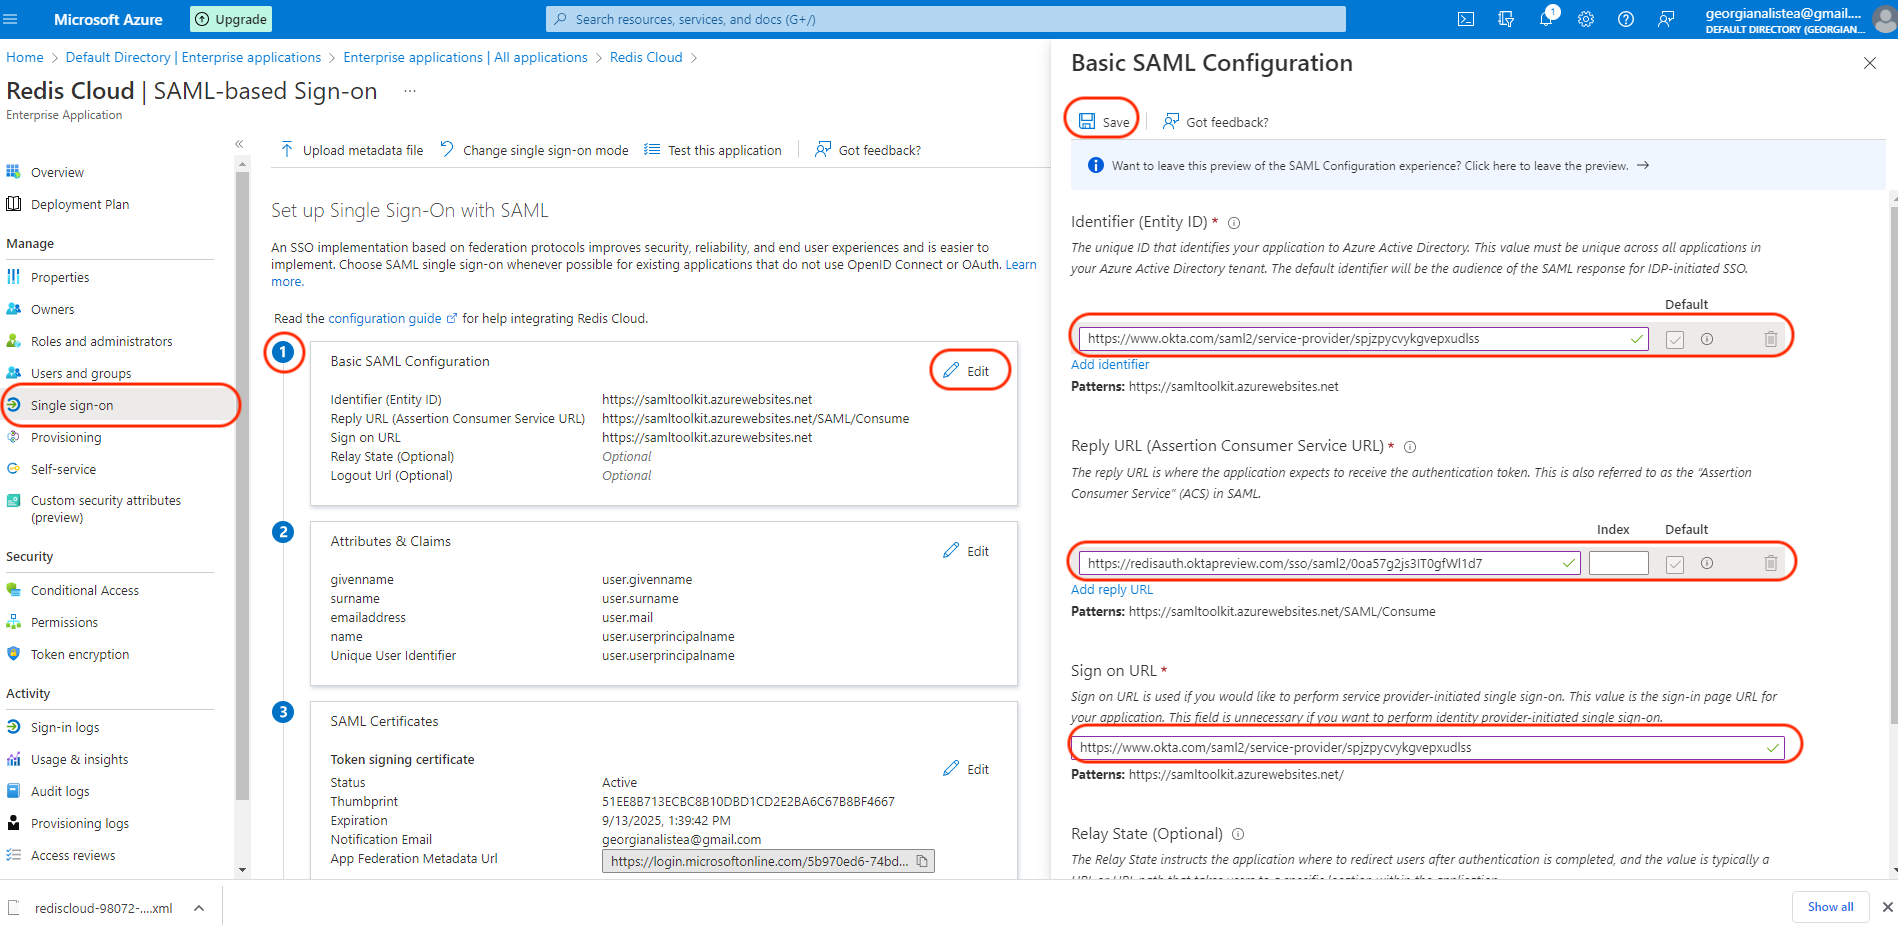 Microsoft Azure
Upgrade
Search resources, services, and docs (G+/)
1
georgianalistea@gmail....
DEFAULT DIRECTORY (GEORGIAN...
Home > Default Directory | Enterprise applications > Enterprise applications | All applications > Redis Cloud >
Redis Cloud | SAML-based Sign-on ...
Enterprise Application
Overview
Deployment Plan
Manage
Properties
Owners
Roles and administrators
Users and groups
Single sign-on
Provisioning
Self-service
Custom security attributes
(preview)
Security
Conditional Access
Permissions
Token encryption
Activity
Sign-in logs
Usage & insights
Audit logs
Provisioning logs
Access reviews
Upload metadata file
Change single sign-on mode
Test this application
Got feedback?
Set up Single Sign-On with SAML
An SSO implementation based on federation protocols improves security, reliability, and end user experiences and is easier to
implement. Choose SAML single sign-on whenever possible for existing applications that do not use OpenID Connect or OAuth. Learn
more.
Read the configuration guide for help integrating Redis Cloud.
1
Basic SAML Configuration
Edit
Identifier (Entity ID) https://samltoolkit.azurewebsites.net
Reply URL (Assertion Consumer Service URL) https://samltoolkit.azurewebsites.net/SAML/Consume
Sign on URL https://samltoolkit.azurewebsites.net
Relay State (Optional) Optional
Logout Url (Optional) Optional
2
Attributes & Claims
Edit
givenname user.givenname
surname user.surname
emailaddress user.mail
name user.userprincipalname
Unique User Identifier user.userprincipalname
3
SAML Certificates
Token signing certificate
Edit
Status Active
Thumbprint 51EE8B713ECBC8B10DBD1CD2E2BA6C67B8BF4667
Expiration 9/13/2025, 1:39:42 PM
Notification Email georgianalistea@gmail.com
App Federation Metadata Url https://login.microsoftonline.com/5b970ed6-74bd...
Basic SAML Configuration
Save
Got feedback?
Want to leave this preview of the SAML Configuration experience? Click here to leave the preview.
Identifier (Entity ID) *
The unique ID that identifies your application to Azure Active Directory. This value must be unique across all applications in
your Azure Active Directory tenant. The default identifier will be the audience of the SAML response for IDP-initiated SSO.
Default
https://www.okta.com/saml2/service-provider/spjzpycvykgvepxudlss
Add identifier
Patterns: https://samltoolkit.azurewebsites.net
Reply URL (Assertion Consumer Service URL) *
The reply URL is where the application expects to receive the authentication token. This is also referred to as the "Assertion
Consumer Service" (ACS) in SAML.
Index Default
https://redisauth.oktapreview.com/sso/saml2/0oa57g2js3IT0gfWl1d7
Add reply URL
Patterns: https://samltoolkit.azurewebsites.net/SAML/Consume
Sign on URL *
Sign on URL is used if you would like to perform service provider-initiated single sign-on. This value is the sign-in page URL for
your application. This field is unnecessary if you want to perform identity provider-initiated single sign-on.
https://www.okta.com/saml2/service-provider/spjzpycvykgvepxudlss
Patterns: https://samltoolkit.azurewebsites.net/
Relay State (Optional)
The Relay State instructs the application where to redirect users after authentication is completed, and the value is typically a
URL or URL path that takes users to a specific location within the application.
rediscloud-98072-....xml
Show all